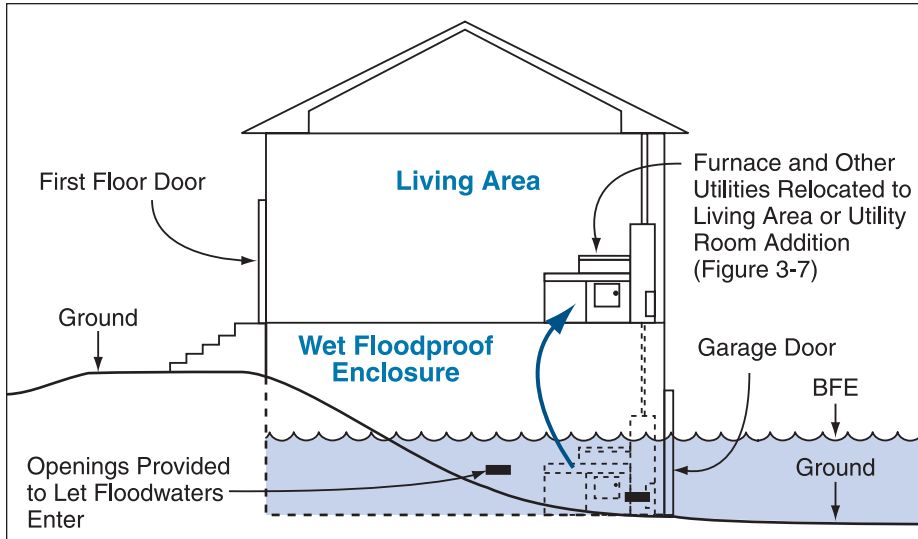 Living Area
First Floor Door
Furnace and Other
Utilities Relocated to
Living Area or Utility
Room Addition
(Figure 3-7)
Ground
Wet Floodproof
Enclosure
Garage Door
BFE
Openings Provided
to Let Floodwaters
Enter
Ground